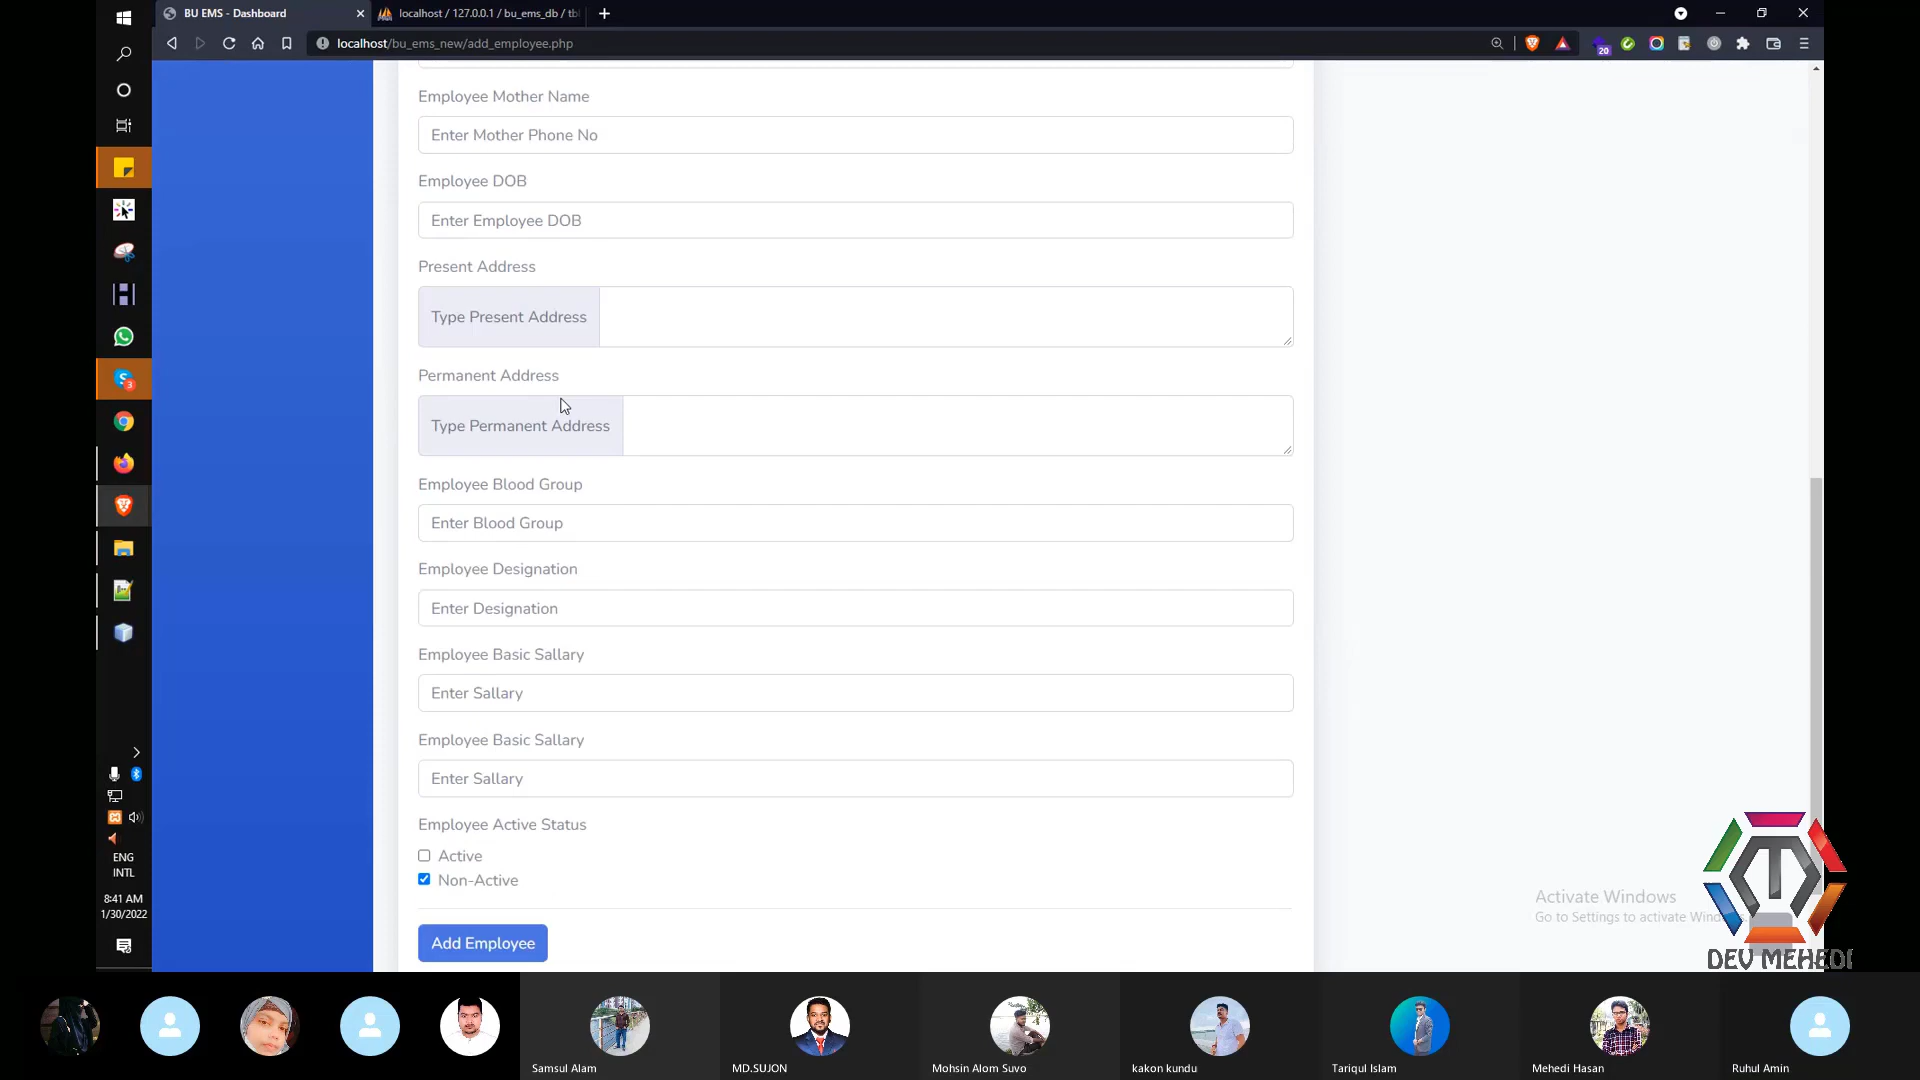 BU EMS - Dashboard
localhost / 127.0.0.1 / bu_ems_db / tb
localhost/bu_ems_new/add_employee.php
20
Employee Mother Name
Enter Mother Phone No
Employee DOB
Enter Employee DOB
Present Address
Type Present Address
Permanent Address
Type Permanent Address
Employee Blood Group
Enter Blood Group
Employee Designation
Enter Designation
Employee Basic Sallary
Enter Sallary
Employee Basic Sallary
Enter Sallary
Employee Active Status
Active
Non-Active
Add Employee
3
ENG
INTL
8:41 AM
1/30/2022
Activate Windows
Go to Settings to activate Wind
DEV MEHEDI
Samsul Alam
MD.SUJON
Mohsin Alom Suvo
kakon kundu
Tariqul Islam
Mehedi Hasan
Ruhul Amin